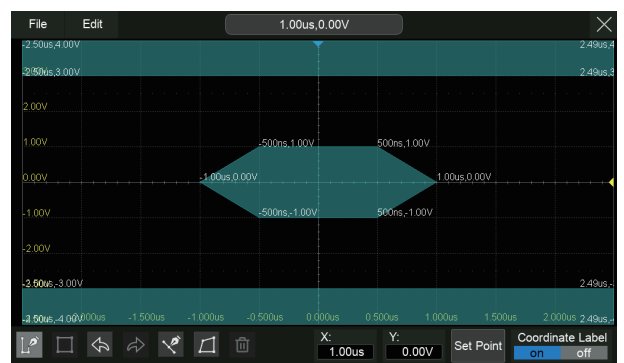 File Edit 1.00us,0.00V
-2.50us,4.00V 2.49us,4
-2.50us,3.00V 2.49us,3
2.00V
1.00V -500ns,1.00V 500ns,1.00V
0.00V -1.00us,0.00V 1.00us,0.00V
-1.00V -500ns,-1.00V 500ns,-1.00V
-2.00V
-2.50us,-3.00V 2.49us,-
-2.50us,-4.00V -1.500us -1.000us -0.500us 0.000us 0.500us 1.000us 1.500us 2.000us 2.49us,-
X: Y: Set Point Coordinate Label
1.00us 0.00V on off